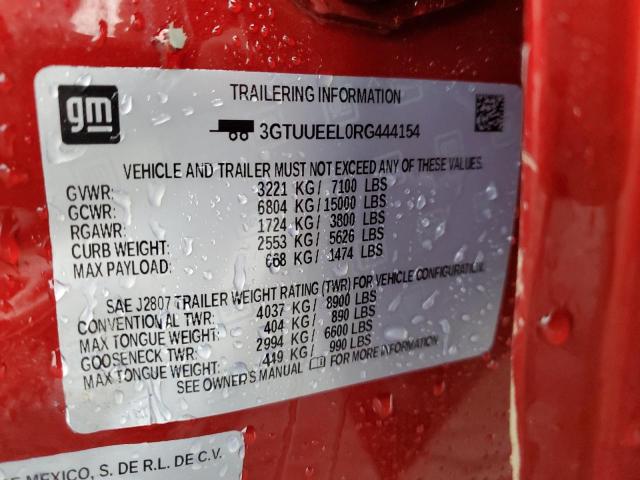 gm
TRAILERING INFORMATION
3GTUUEEL0RG444154
VEHICLE AND TRAILER MUST NOT EXCEED ANY OF THESE VALUES.
GVWR: 3221 KG/ 7100 LBS
GCWR: 6804 KG/15000 LBS
RGAWR: 1724 KG/ 3800 LBS
CURB WEIGHT: 2553 KG/ 5626 LBS
MAX PAYLOAD: 668 KG/ 1474 LBS
SAE J2807 TRAILER WEIGHT RATING (TWR) FOR VEHICLE CONFIGURATION.
CONVENTIONAL TWR: 4037 KG/ 8900 LBS
MAX TONGUE WEIGHT: 404 KG/ 890 LBS
GOOSENECK TWR: 2994 KG/ 6600 LBS
MAX TONGUE WEIGHT: 449 KG/ 990 LBS
SEE OWNER'S MANUAL FOR MORE INFORMATION
MEXICO, S. DE R.L. DE C.V.